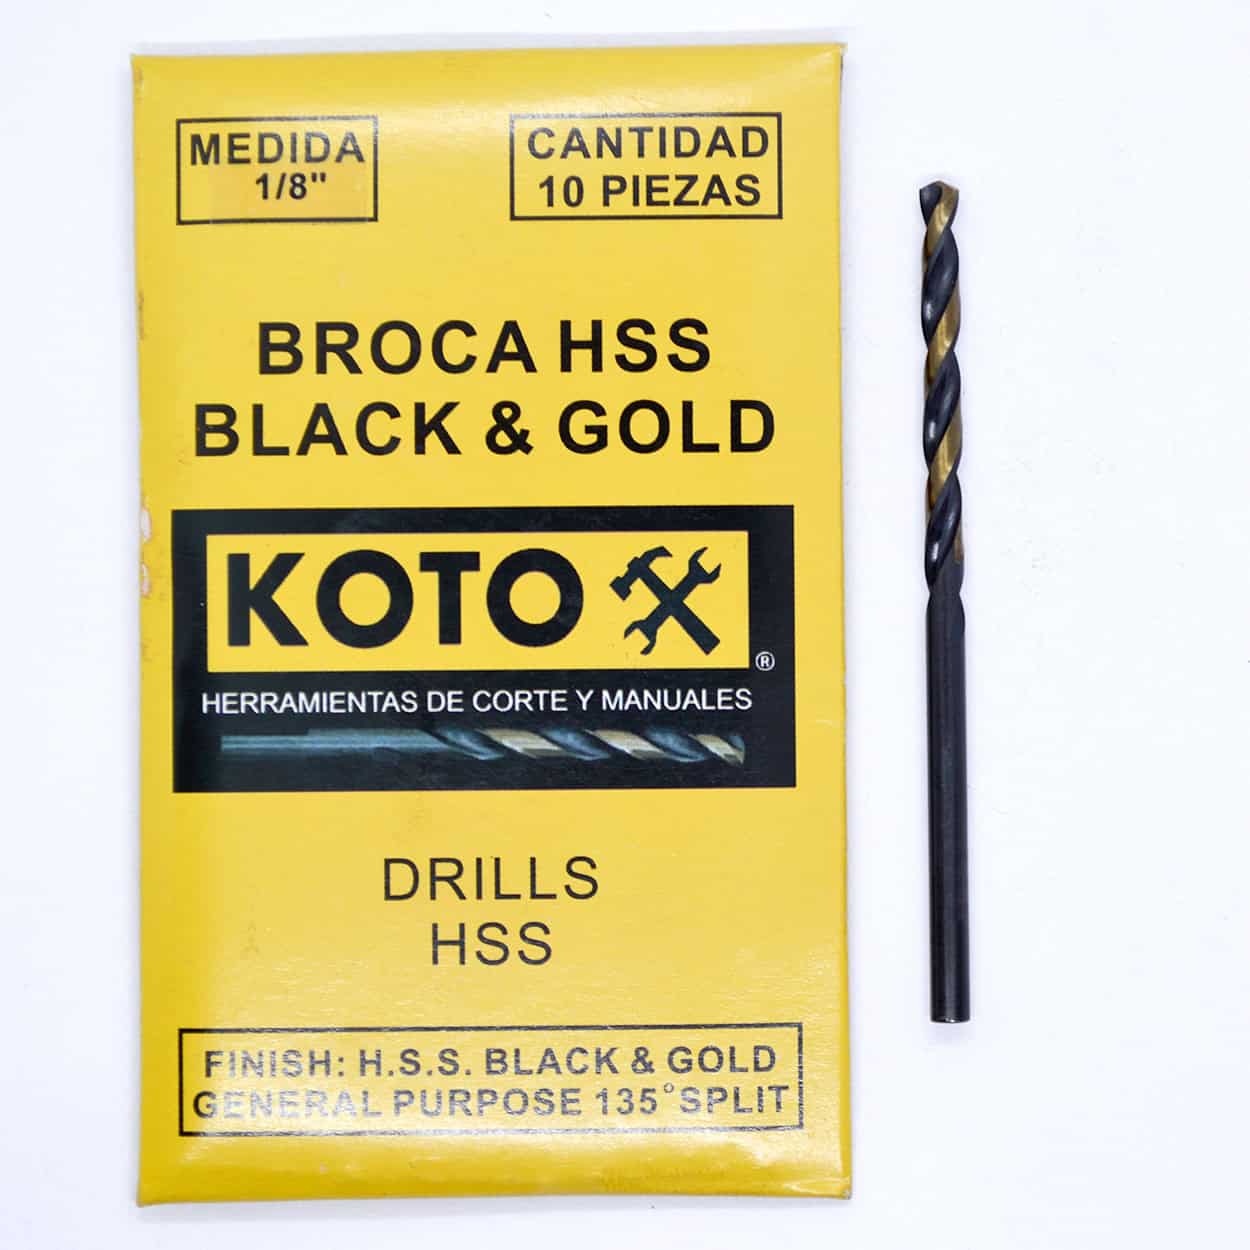 MEDIDA
1/8"
CANTIDAD
10 PIEZAS
BROCA HSS
BLACK & GOLD
KOTO
®
HERRAMIENTAS DE CORTE Y MANUALES
DRILLS
HSS
FINISH: H.S.S. BLACK & GOLD
GENERAL PURPOSE 135° SPLIT